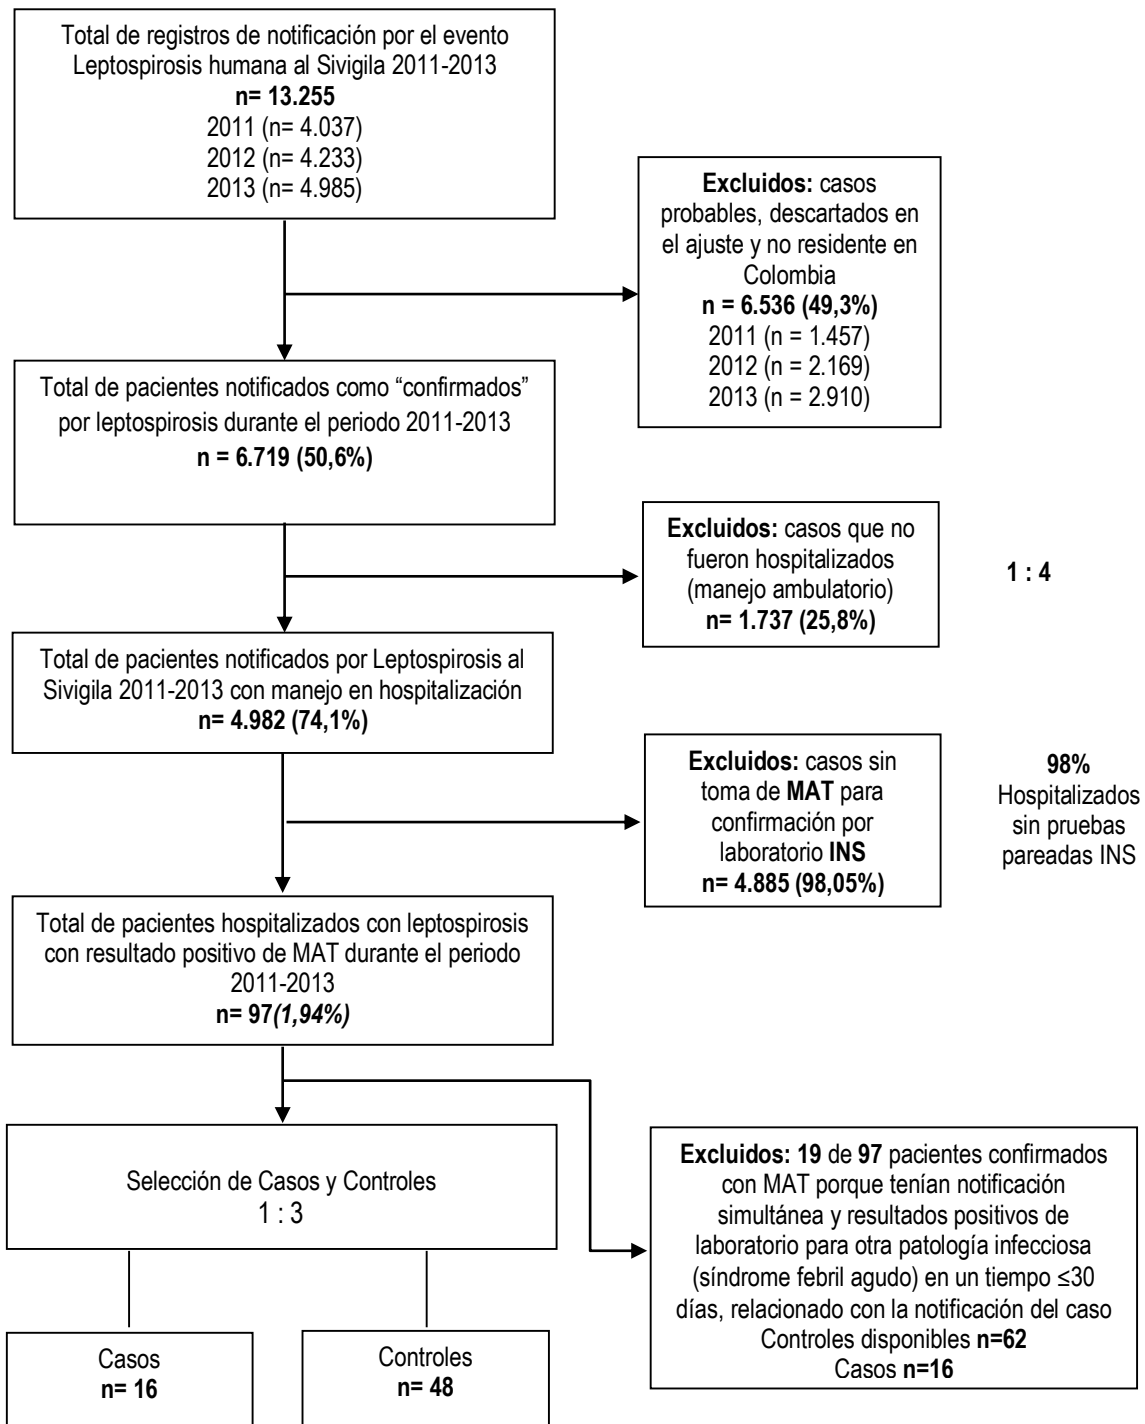 Total de registros de notificación por el evento
Leptospirosis humana al Sivigila 2011-2013
n= 13.255
2011 (n= 4.037)
2012 (n= 4.233)
2013 (n= 4.985)
Excluidos: casos
probables, descartados en
el ajuste y no residente en
Colombia
n = 6.536 (49,3%)
2011 (n = 1.457)
2012 (n = 2.169)
2013 (n = 2.910)
Total de pacientes notificados como “confirmados”
por leptospirosis durante el periodo 2011-2013
n = 6.719 (50,6%)
Excluidos: casos que no
fueron hospitalizados
(manejo ambulatorio)
n= 1.737 (25,8%)
1 : 4
Total de pacientes notificados por Leptospirosis al
Sivigila 2011-2013 con manejo en hospitalización
n= 4.982 (74,1%)
Excluidos: casos sin
toma de MAT para
confirmación por
laboratorio INS
n= 4.885 (98,05%)
98%
Hospitalizados
sin pruebas
pareadas INS
Total de pacientes hospitalizados con leptospirosis
con resultado positivo de MAT durante el periodo
2011-2013
n= 97(1,94%)
Selección de Casos y Controles
1 : 3
Excluidos: 19 de 97 pacientes confirmados
con MAT porque tenían notificación
simultánea y resultados positivos de
laboratorio para otra patología infecciosa
(síndrome febril agudo) en un tiempo ≤30
días, relacionado con la notificación del caso
Controles disponibles n=62
Casos n=16
Casos
n= 16
Controles
n= 48